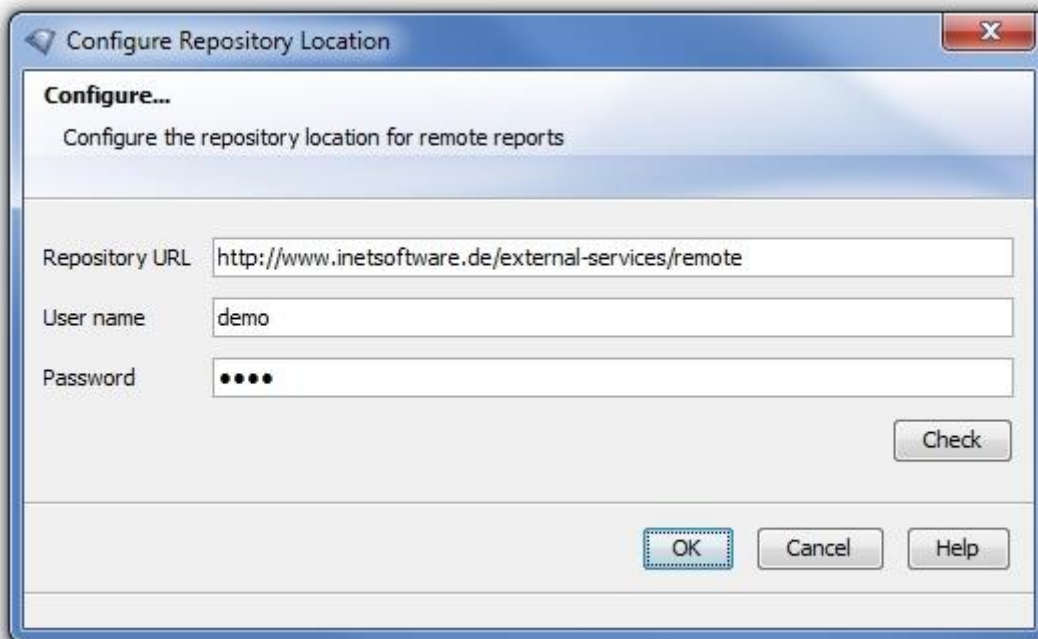 Configure Repository Location
Configure...
Configure the repository location for remote reports
Repository URL http://www.inetsoftware.de/external-services/remote
User name demo
Password ••••
Check
OK Cancel Help